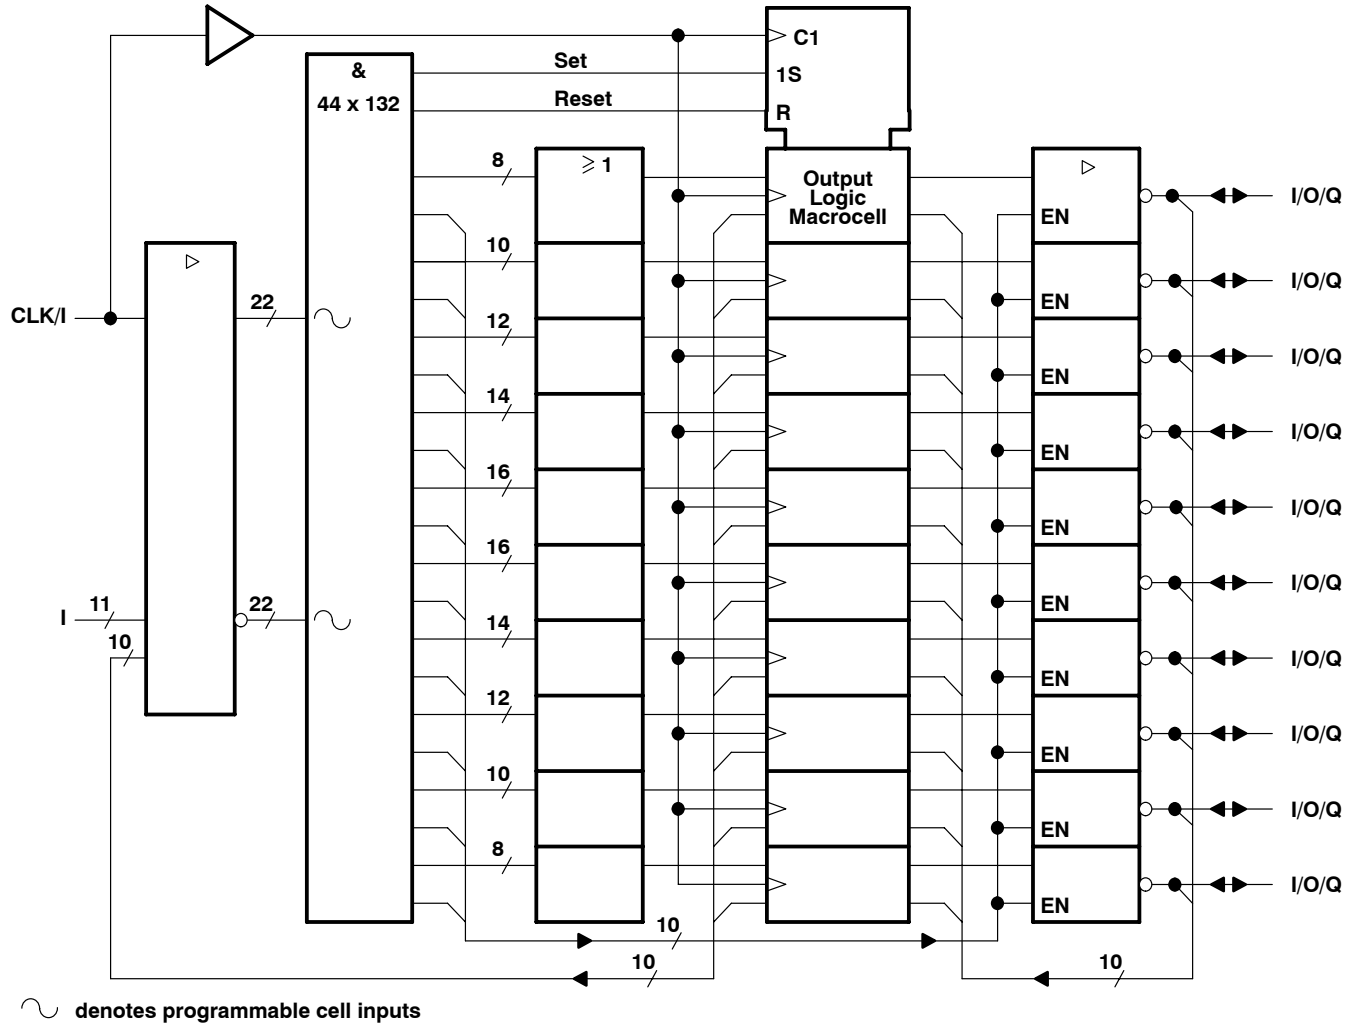 C1
&
Set
1S
44 x 132
Reset
R
8
≥ 1
Output
Logic
Macrocell
▷
I/O/Q
EN
10
▷
I/O/Q
EN
CLK/I
22
12
I/O/Q
EN
14
I/O/Q
EN
16
I/O/Q
EN
16
I/O/Q
EN
I
11
22
14
10
I/O/Q
EN
12
I/O/Q
EN
10
I/O/Q
EN
8
I/O/Q
EN
10
10
10
denotes programmable cell inputs